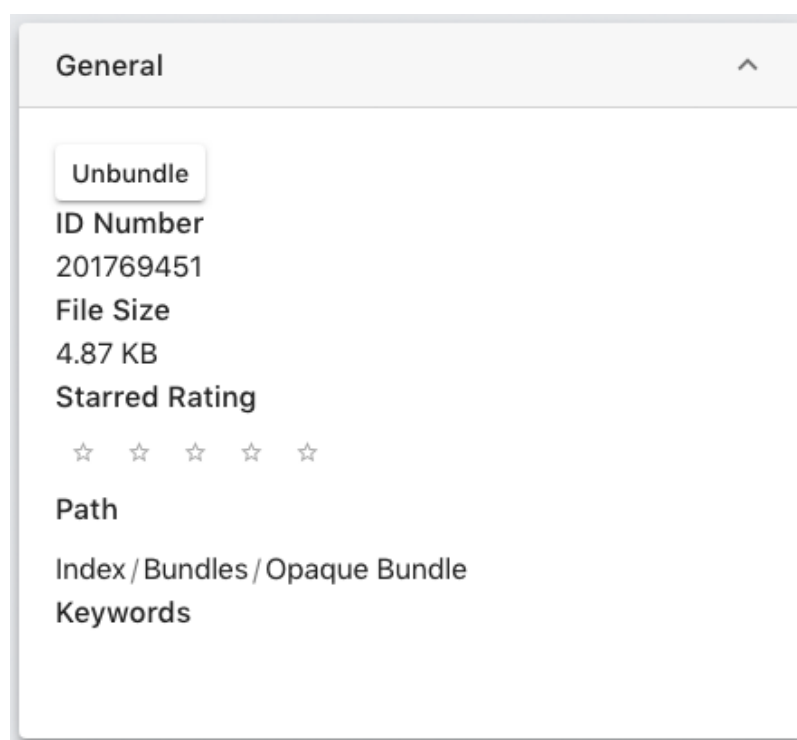 General
Unbundle
ID Number
201769451
File Size
4.87 KB
Starred Rating
Path
Index/Bundles/Opaque Bundle
Keywords